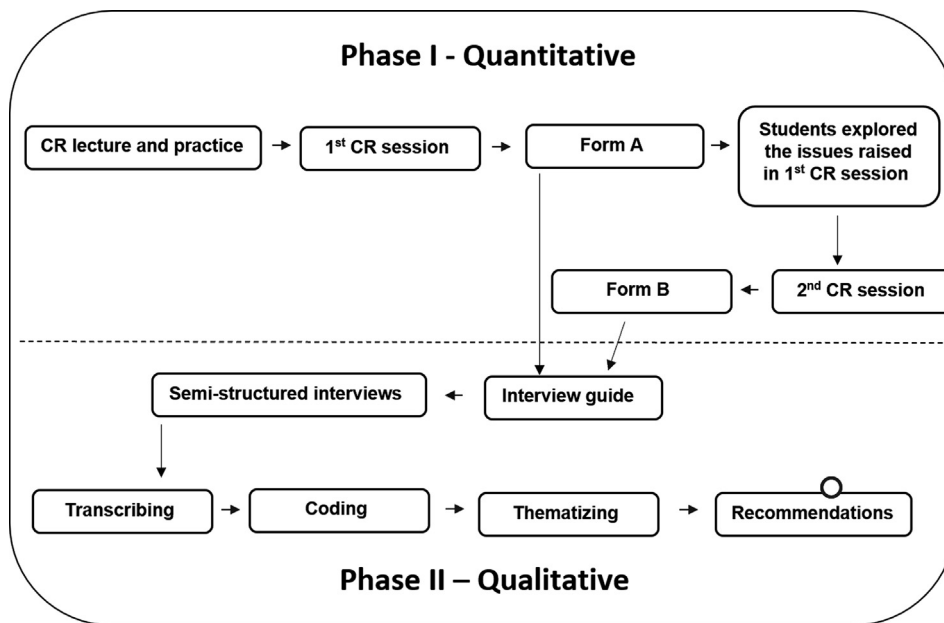 Phase I - Quantitative
CR lecture and practice
1st CR session
Form A
Students explored
the issues raised
in 1st CR session
Form B
2nd CR session
Semi-structured interviews
Interview guide
Transcribing
Coding
Thematizing
Recommendations
Phase II – Qualitative